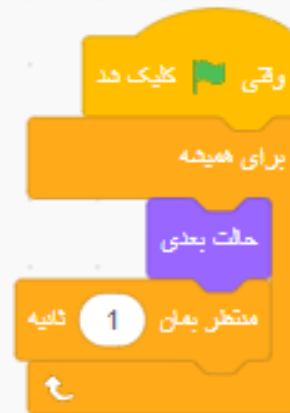 وقتی کلیک شد
برای همیشه
حالت بعدی
منتظر بمان 1 ثانیه